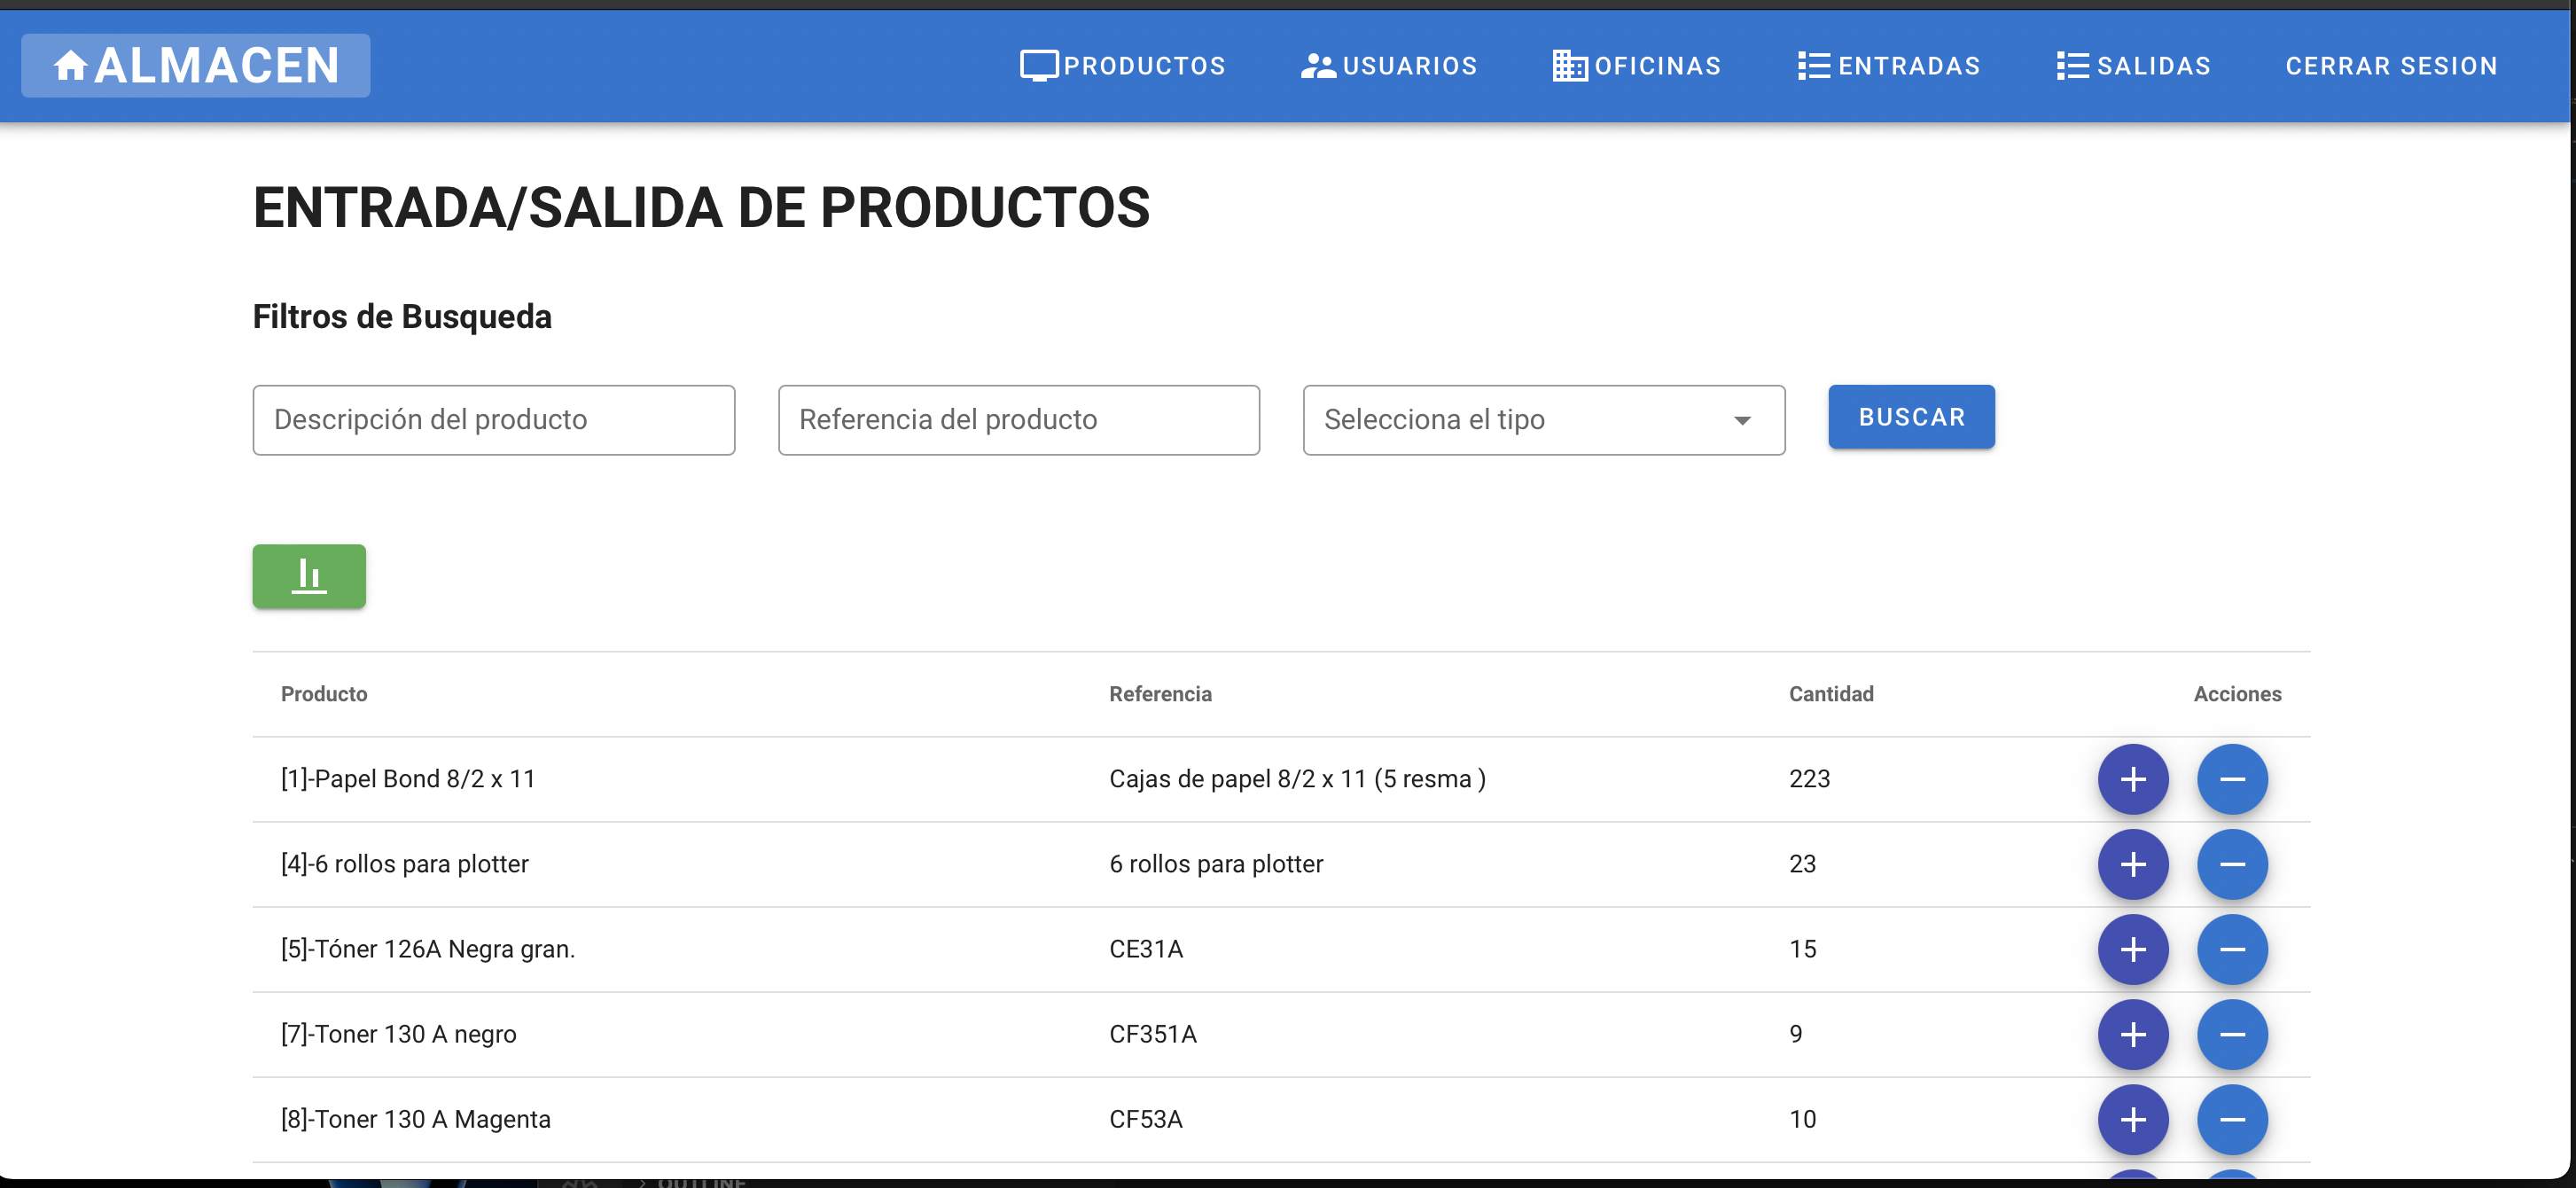 ALMACEN PRODUCTOS USUARIOS OFICINAS ENTRADAS SALIDAS CERRAR SESION
ENTRADA/SALIDA DE PRODUCTOS
Filtros de Busqueda
Descripción del producto Referencia del producto Selecciona el tipo BUSCAR
Producto Referencia Cantidad Acciones
[1]-Papel Bond 8/2 x 11 Cajas de papel 8/2 x 11 (5 resma ) 223
[4]-6 rollos para plotter 6 rollos para plotter 23
[5]-Tóner 126A Negra gran. CE31A 15
[7]-Toner 130 A negro CF351A 9
[8]-Toner 130 A Magenta CF53A 10
OUTLINE